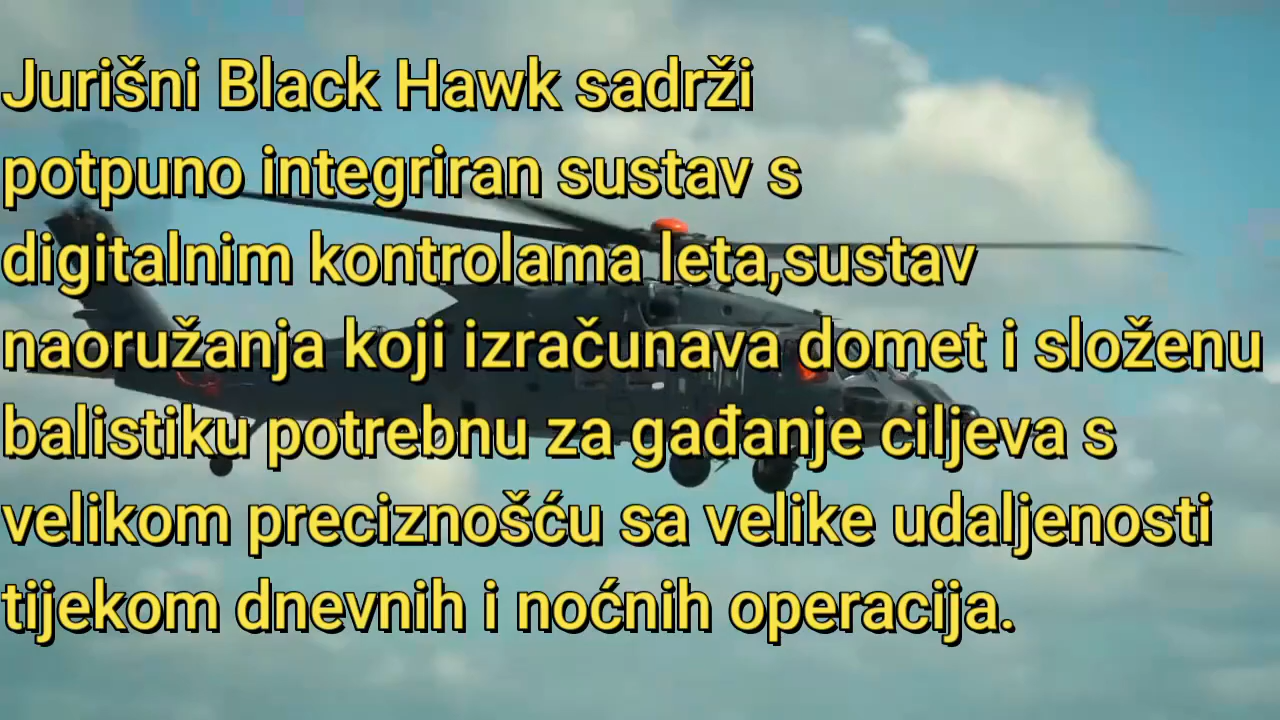 Jurišni Black Hawk sadrži
potpuno integriran sustav s
digitalnim kontrolama leta,sustav
naoružanja koji izračunava domet i složenu
balistiku potrebnu za gađanje ciljeva s
velikom preciznošću sa velike udaljenosti
tijekom dnevnih i noćnih operacija.